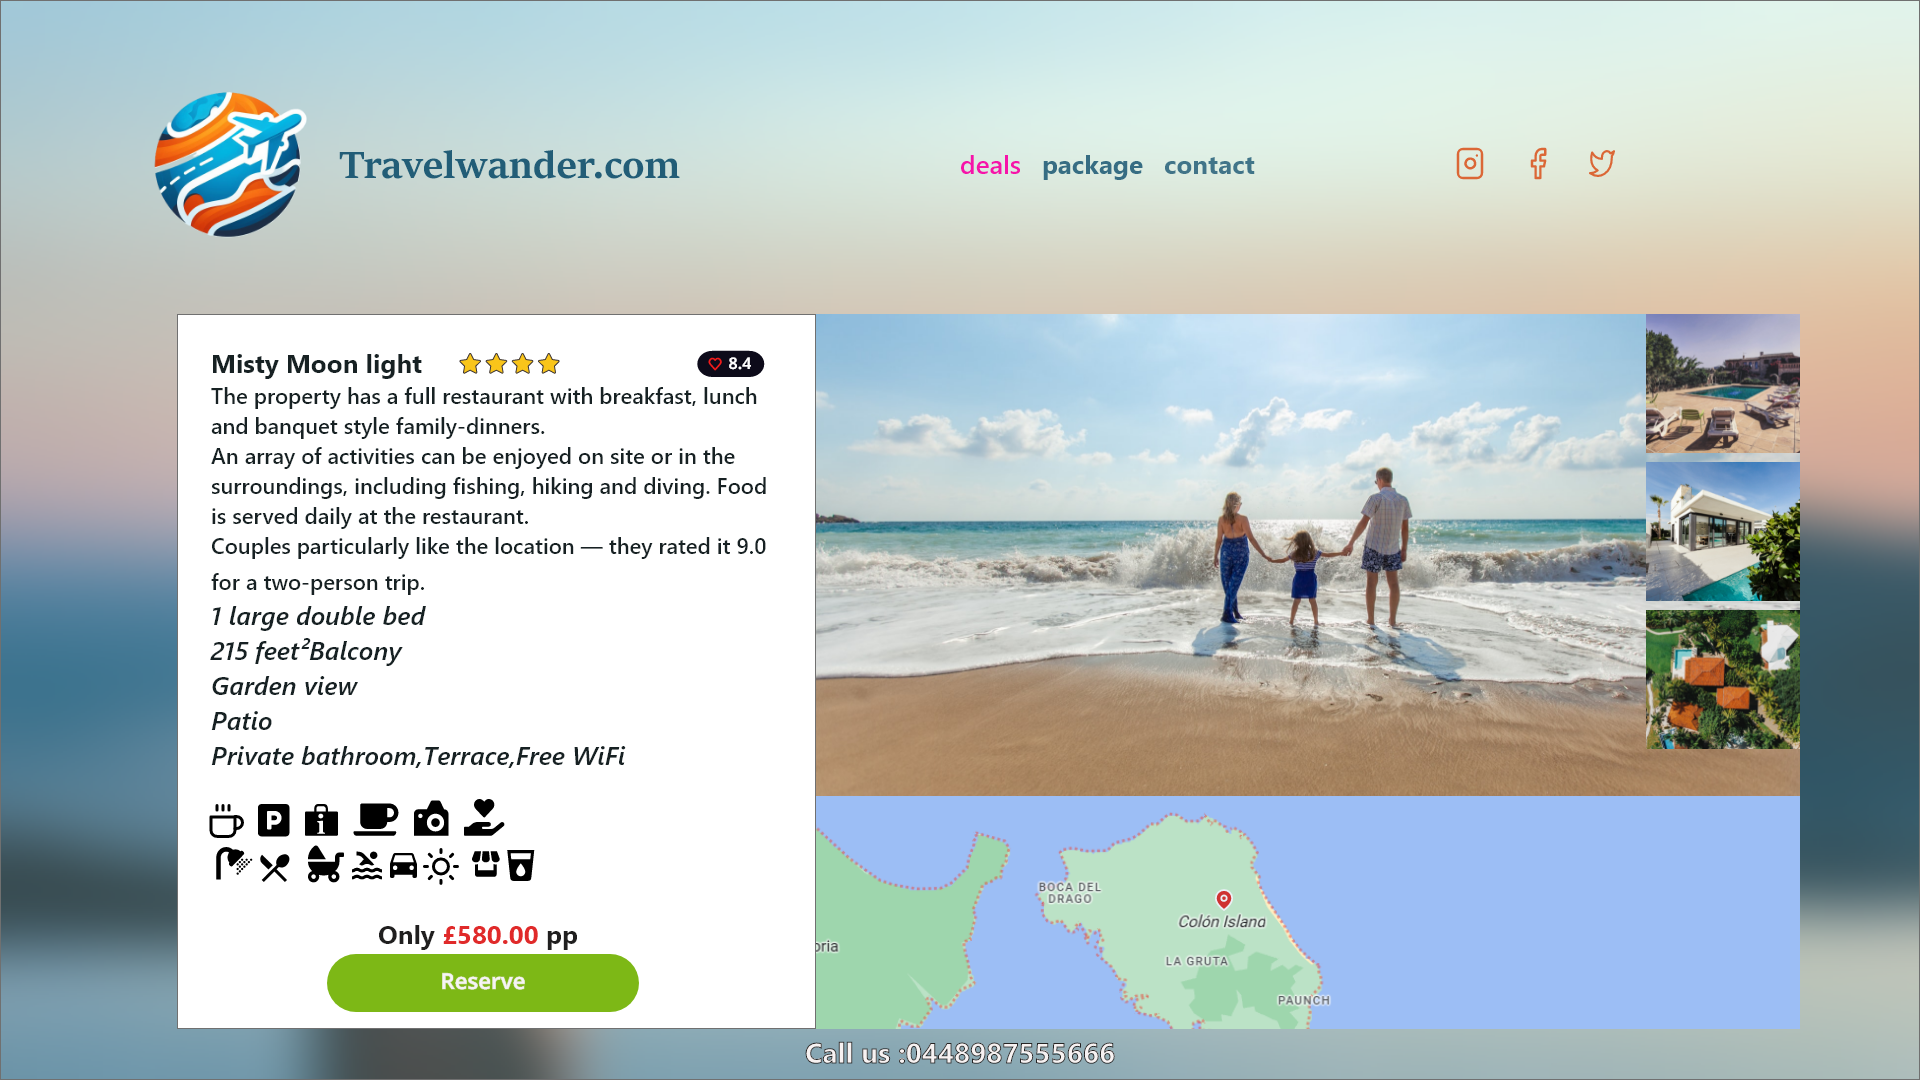 Travelwander.com
deals package contact
Misty Moon light
8.4
The property has a full restaurant with breakfast, lunch
and banquet style family-dinners.
An array of activities can be enjoyed on site or in the
surroundings, including fishing, hiking and diving. Food
is served daily at the restaurant.
Couples particularly like the location — they rated it 9.0
for a two-person trip.
1 large double bed
215 feet²Balcony
Garden view
Patio
Private bathroom,Terrace,Free WiFi
P
i
Only £580.00 pp
Reserve
BOCA DEL
DRAGO
Colón Island
oria
LA GRUTA
PAUNCH
Call us :0448987555666